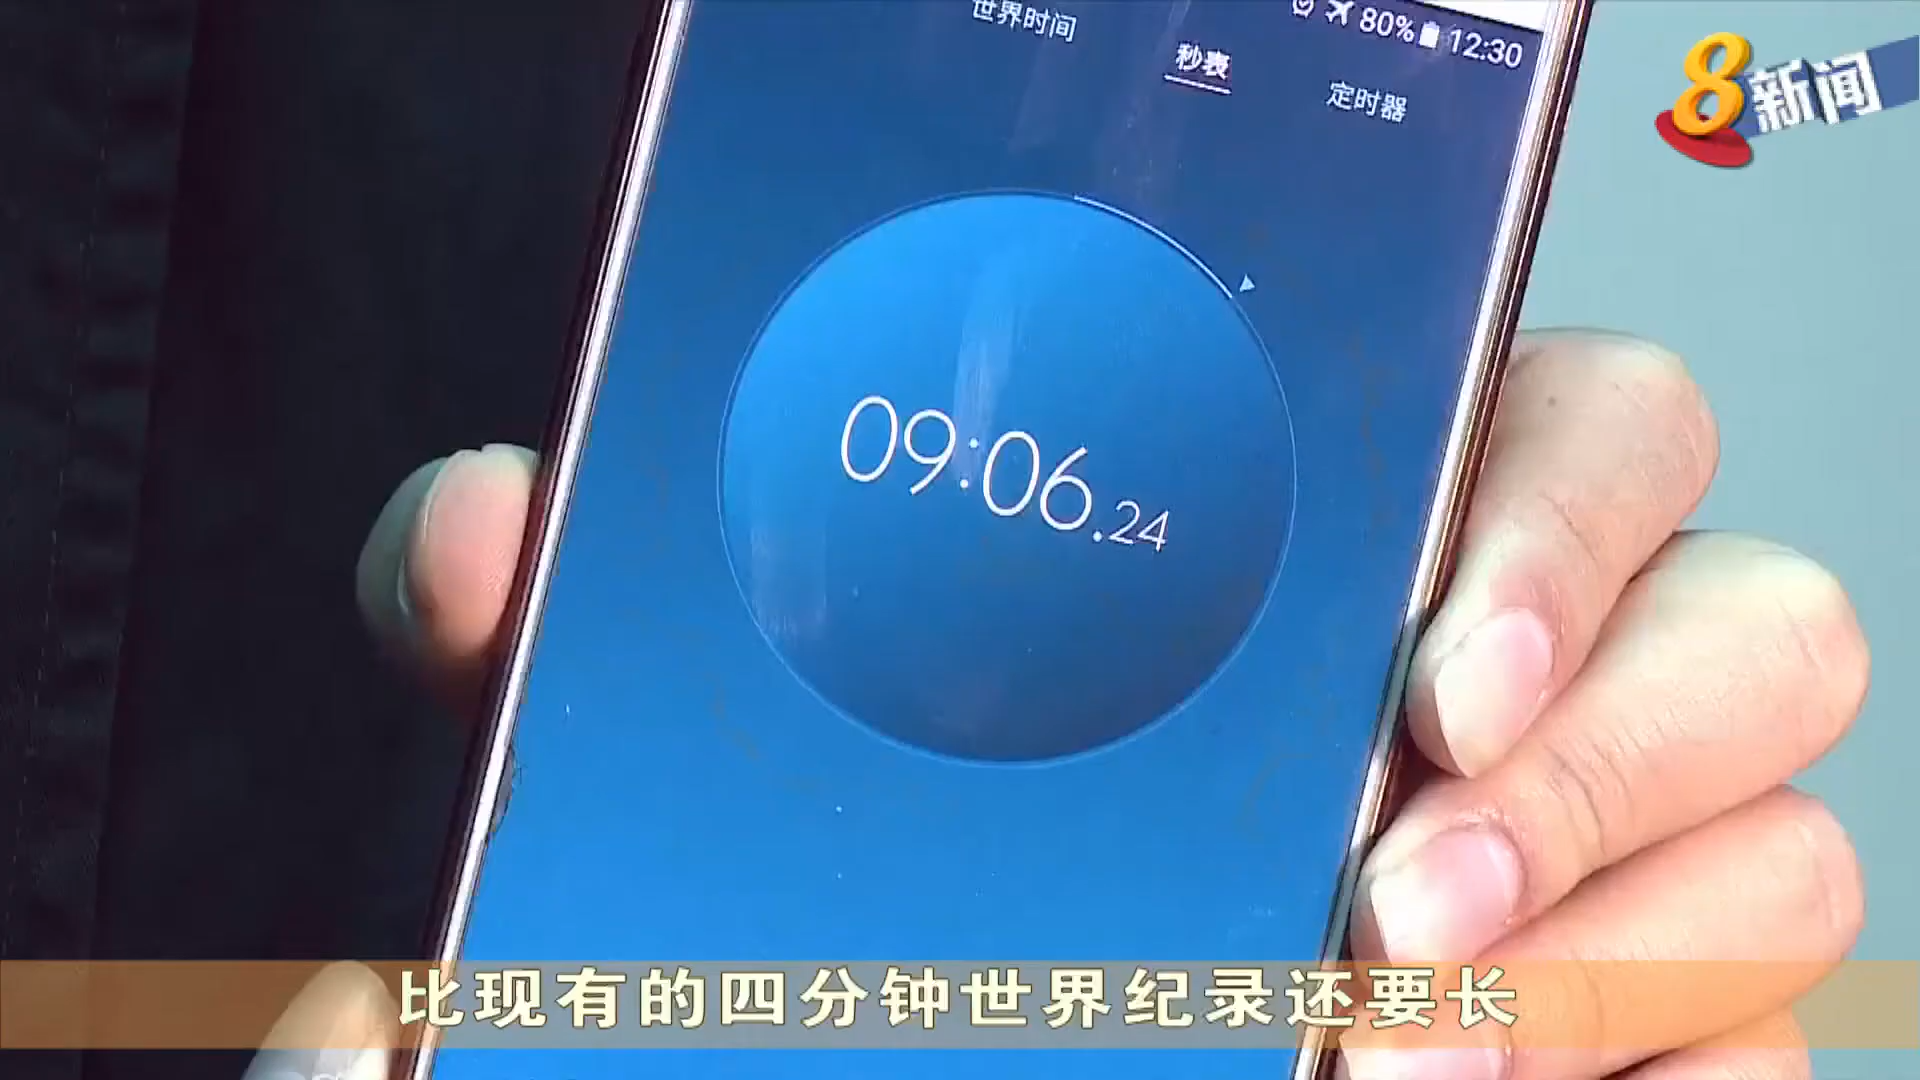 世界时间
秒表
定时器
80% 12:30
8新闻
09:06.24
比现有的四分钟世界纪录还要长